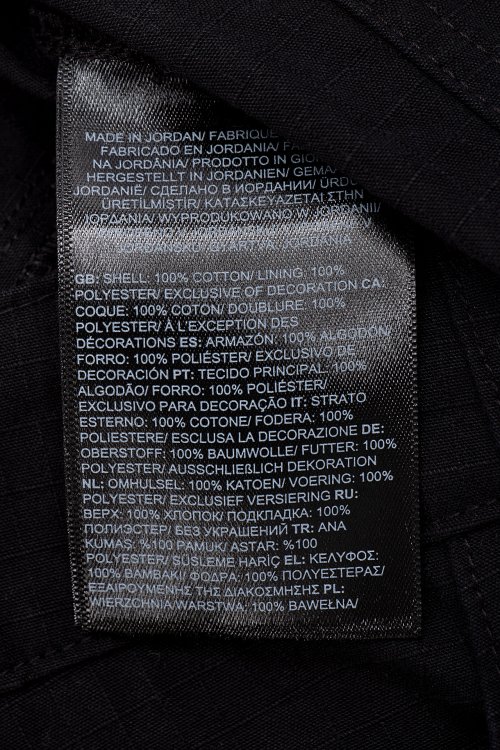 MADE IN JORDAN/ FABRIQUÉ
FABRICADO EN JORDANIA/
NA JORDÂNIA/ PRODOTTO IN
HERGESTELLT IN JORDANIEN/
JORDANIË/ СДЕЛАНО В ИОРДАНИИ/
ÜRETİLMİSTİR/ ΚΑΤΑΣΚΕΥΑΖΕΤΑΙ ΣΤΗΝ
ΙΟΡΔΑΝΙΑ/ WYPRODUKOWANO W JORDANII/
JORDÂNIA
GB: SHELL: 100% COTTON/ LINING: 100%
POLYESTER/ EXCLUSIVE OF DECORATION CA:
COQUE: 100% COTON/ DOUBLURE: 100%
POLYESTER/ À L'EXCEPTION DES
DÉCORATIONS ES: ARMAZÓN: 100% ALGODÓN/
FORRO: 100% POLIÉSTER/ EXCLUSIVO DE
DECORACIÓN PT: TECIDO PRINCIPAL: 100%
ALGODÃO/ FORRO: 100% POLIÉSTER/
EXCLUSIVO PARA DECORAÇÃO IT: STRATO
ESTERNO: 100% COTONE/ FODERA: 100%
POLIESTERE/ ESCLUSA LA DECORAZIONE DE:
OBERSTOFF: 100% BAUMWOLLE/ FUTTER: 100%
POLYESTER/ AUSSCHLIEßLICH DEKORATION
NL: OMHULSEL: 100% KATOEN/ VOERING: 100%
POLYESTER/ EXCLUSIEF VERSIERING RU:
ВЕРХ: 100% ХЛОПОК/ ПОДКЛАДКА: 100%
ПОЛИЭСТЕР/ БЕЗ УКРАШЕНИЙ TR: ANA
KUMAŞ: %100 PAMUK/ ASTAR: %100
POLYESTER/ SÜSLEME HARİÇ EL: ΚΕΛΥΦΟΣ:
100% ΒΑΜΒΑΚΙ/ ΦΟΔΡΑ: 100% ΠΟΛΥΕΣΤΕΡΑΣ/
ΕΞΑΙΡΟΥΜΕΝΗΣ ΤΗΣ ΔΙΑΚΟΣΜΗΣΗΣ PL:
WIERZCHNIA WARSTWA: 100% BAWEŁNA/